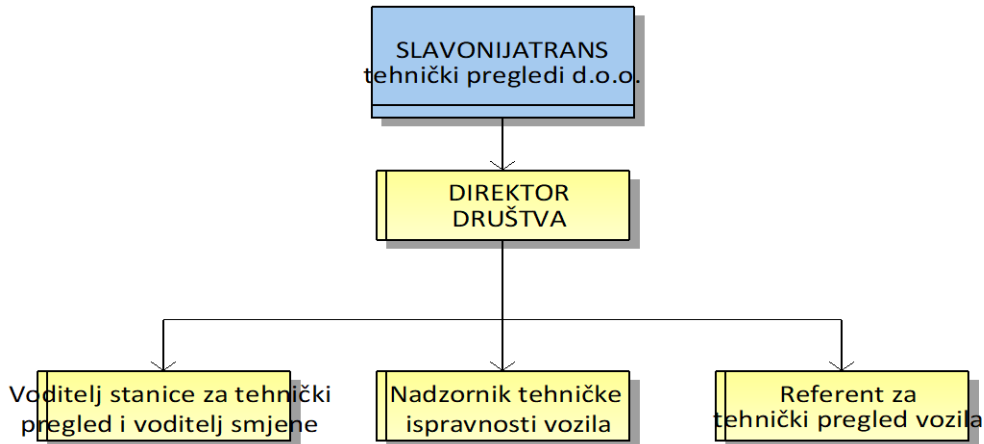 SLAVONIJATRANS
tehnički pregledi d.o.o.
DIREKTOR
DRUŠTVA
Voditelj stanice za tehnički
pregled i voditelj smjene
Nadzornik tehničke
ispravnosti vozila
Referent za
tehnički pregled vozila